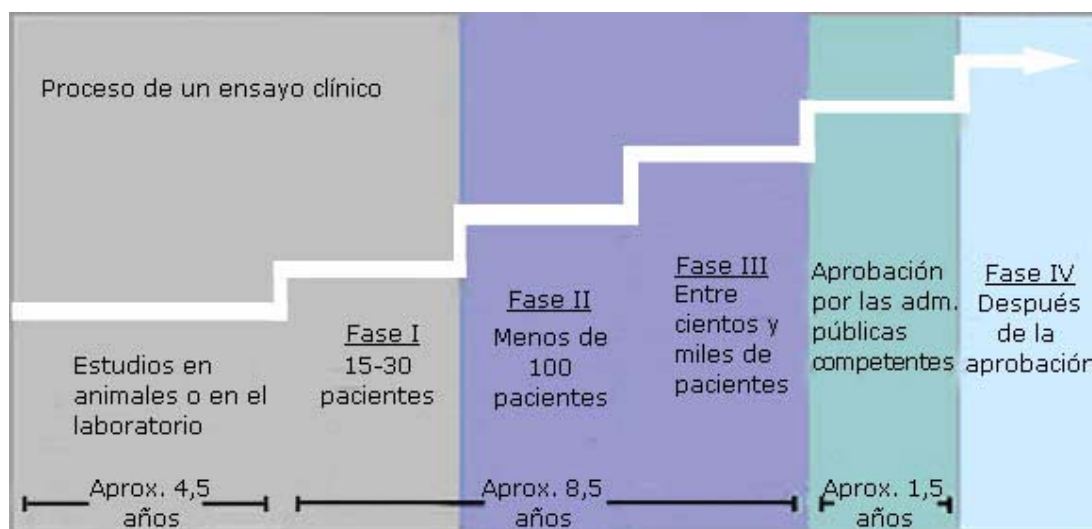 Proceso de un ensayo clínico
Estudios en
animales o en el
laboratorio
Fase I
15-30
pacientes
Fase II
Menos de
100
pacientes
Fase III
Entre
cientos y
miles de
pacientes
Aprobación
por las adm.
públicas
competentes
Fase IV
Después
de la
aprobación
Aprox. 4,5
años
Aprox. 8,5
años
Aprox. 1,5
años